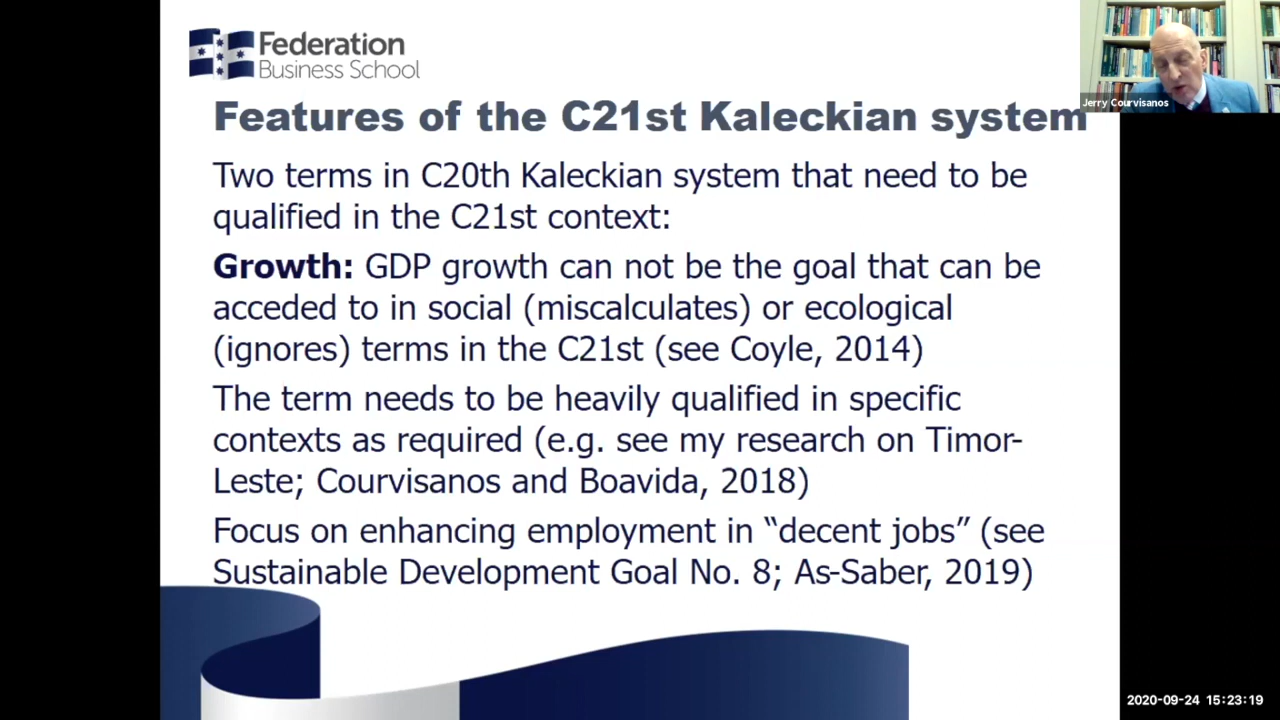 Federation
Business School
Jerry Courvisanos
Features of the C21st Kaleckian system
Two terms in C20th Kaleckian system that need to be
qualified in the C21st context:
Growth: GDP growth can not be the goal that can be
acceded to in social (miscalculates) or ecological
(ignores) terms in the C21st (see Coyle, 2014)
The term needs to be heavily qualified in specific
contexts as required (e.g. see my research on Timor-
Leste; Courvisanos and Boavida, 2018)
Focus on enhancing employment in “decent jobs” (see
Sustainable Development Goal No. 8; As-Saber, 2019)
2020-09-24 15:23:19